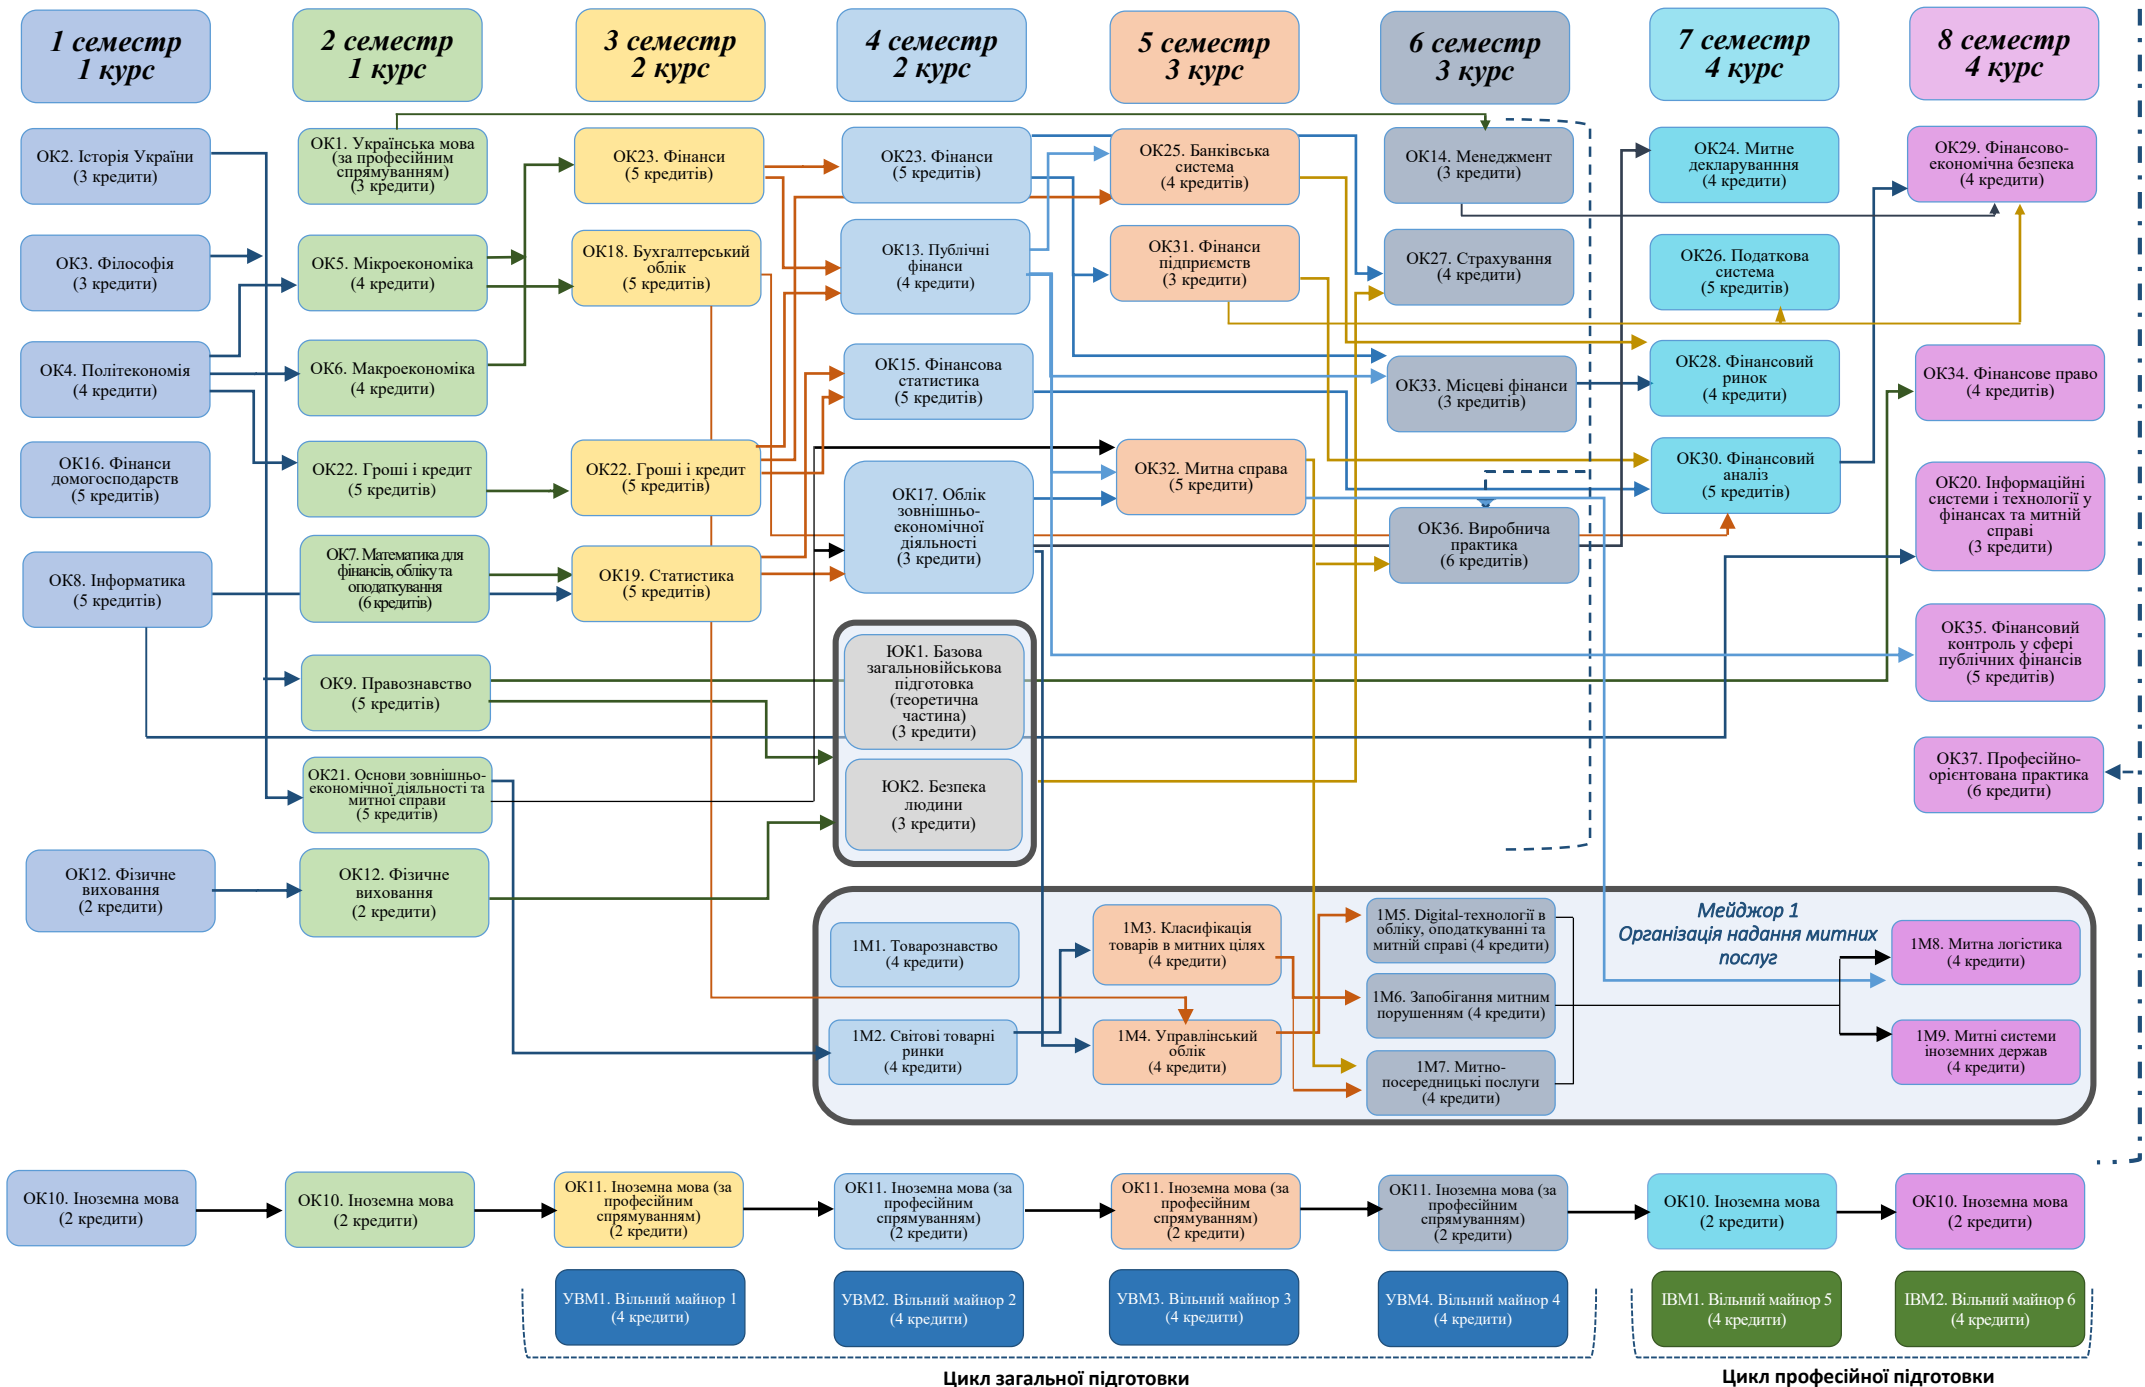 1 семестр
1 курс
2 семестр
1 курс
3 семестр
2 курс
4 семестр
2 курс
5 семестр
3 курс
6 семестр
3 курс
7 семестр
4 курс
8 семестр
4 курс
ОК2. Історія України
(3 кредити)
ОК3. Філософія
(3 кредити)
ОК4. Політекономія
(4 кредити)
ОК16. Фінанси
домогосподарств
(5 кредитів)
ОК8. Інформатика
(5 кредитів)
ОК12. Фізичне
виховання
(2 кредити)
ОК1. Українська мова
(за професійним
спрямуванням)
(3 кредити)
ОК5. Мікроекономіка
(4 кредити)
ОК6. Макроекономіка
(4 кредити)
ОК22. Гроші і кредит
(5 кредитів)
ОК7. Математика для
фінансів, обліку та
оподаткування
(6 кредитів)
ОК9. Правознавство
(5 кредитів)
ОК21. Основи зовнішньо-
економічної діяльності та
митної справи
(5 кредитів)
ОК12. Фізичне
виховання
(2 кредити)
ОК23. Фінанси
(5 кредитів)
ОК18. Бухгалтерський
облік
(5 кредитів)
ОК22. Гроші і кредит
(5 кредитів)
ОК19. Статистика
(5 кредитів)
ОК23. Фінанси
(5 кредитів)
ОК13. Публічні
фінанси
(4 кредити)
ОК15. Фінансова
статистика
(5 кредитів)
ОК17. Облік
зовнішньо-
економічної
діяльності
(3 кредити)
ЮК1. Базова
загальновійськова
підготовка
(теоретична
частина)
(3 кредити)
ЮК2. Безпека
людини
(3 кредити)
ОК25. Банківська
система
(4 кредитів)
ОК31. Фінанси
підприємств
(3 кредити)
ОК32. Митна справа
(5 кредити)
ОК14. Менеджмент
(3 кредити)
ОК27. Страхування
(4 кредити)
ОК33. Місцеві фінанси
(3 кредитів)
ОК36. Виробнича
практика
(6 кредитів)
ОК24. Митне
декларуванння
(4 кредити)
ОК26. Податкова
система
(5 кредитів)
ОК28. Фінансовий
ринок
(4 кредити)
ОК30. Фінансовий
аналіз
(5 кредитів)
ОК29. Фінансово-
економічна безпека
(4 кредити)
ОК34. Фінансове право
(4 кредитів)
ОК20. Інформаційні
системи і технології у
фінансах та митній
справі
(3 кредити)
ОК35. Фінансовий
контроль у сфері
публічних фінансів
(5 кредитів)
ОК37. Професійно-
орієнтована практика
(6 кредити)
Мейджор 1
Організація надання митних
послуг
1М1. Товарознавство
(4 кредити)
1М2. Світові товарні
ринки
(4 кредити)
1М3. Класифікація
товарів в митних цілях
(4 кредити)
1М4. Управлінський
облік
(4 кредити)
1М5. Digital-технології в
обліку, оподаткуванні та
митній справі (4 кредити)
1М6. Запобігання митним
порушенням (4 кредити)
1М7. Митно-
посередницькі послуги
(4 кредити)
1М8. Митна логістика
(4 кредити)
1М9. Митні системи
іноземних держав
(4 кредити)
ОК10. Іноземна мова
(2 кредити)
ОК10. Іноземна мова
(2 кредити)
ОК11. Іноземна мова (за
професійним
спрямуванням)
(2 кредити)
ОК11. Іноземна мова (за
професійним
спрямуванням)
(2 кредити)
ОК11. Іноземна мова (за
професійним
спрямуванням)
(2 кредити)
ОК11. Іноземна мова (за
професійним
спрямуванням)
(2 кредити)
ОК10. Іноземна мова
(2 кредити)
ОК10. Іноземна мова
(2 кредити)
УВМ1. Вільний майнор 1
(4 кредити)
УВМ2. Вільний майнор 2
(4 кредити)
УВМ3. Вільний майнор 3
(4 кредити)
УВМ4. Вільний майнор 4
(4 кредити)
ІВМ1. Вільний майнор 5
(4 кредити)
ІВМ2. Вільний майнор 6
(4 кредити)
Цикл загальної підготовки
Цикл професійної підготовки